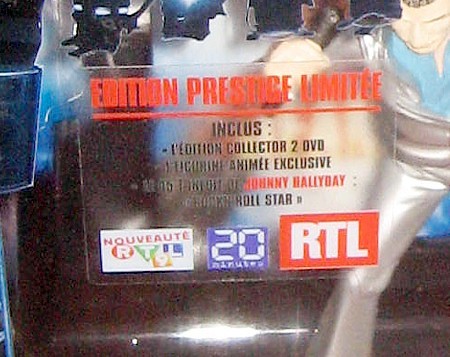 EDITION PRESTIGE LIMITÉE
INCLUS :
• L'ÉDITION COLLECTOR 2 DVD
• L'FIGURINE ANIMÉE EXCLUSIVE
DE JOHNNY HALLYDAY :
« ROCK'N'ROLL STAR »
NOUVEAUTÉ
RTL
20
minutes
RTL